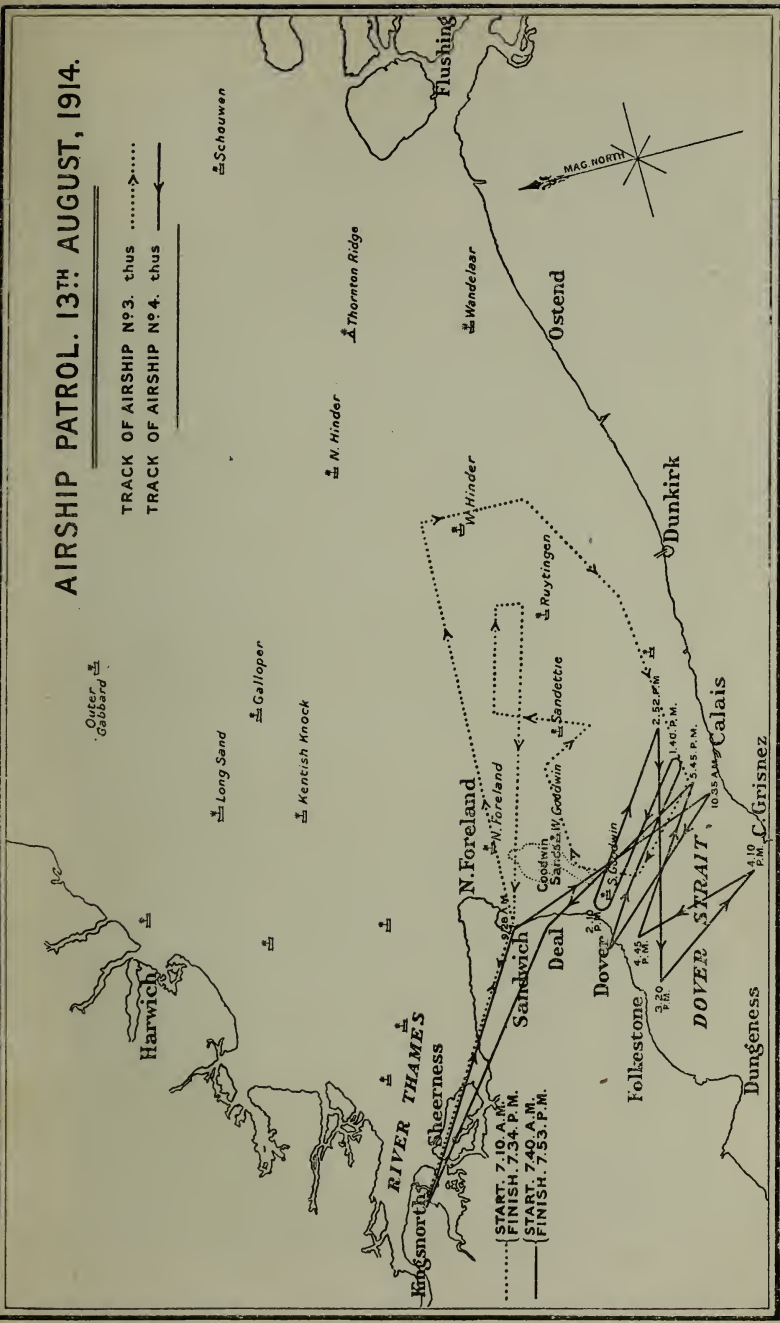 AIRSHIP PATROL. 13TH AUGUST, 1914.
TRACK OF AIRSHIP Nº3. thus
TRACK OF AIRSHIP Nº4. thus
Outer
Gabbard
Schouwen
Long Sand
Galloper
Kentish Knock
N. Hinder
Thornton Ridge
Flushing
Harwich
RIVER THAMES
Sheerness
Kingsnorth
N. Foreland
N. Foreland
W. Hinder
Wandelaar
MAG. NORTH
9.28 A.M.
Sandwich
Deal
Goodwin
Sands
W. Goodwin
Sandettie
Ruytingen
Ostend
START. 7.10 A.M.
FINISH. 7.34. P.M.
START. 7.40 A.M.
FINISH. 7.53. P.M.
2.10
P.M.
S. Goodwin
Dover
2.52. P.M
1.40. P.M.
5.45 P.M.
10.35 A.M.
Dunkirk
Calais
4.45
P.M.
3.20
P.M.
Folkestone
DOVER STRAIT
4.10
P.M.
C. Grisnez
Dungeness